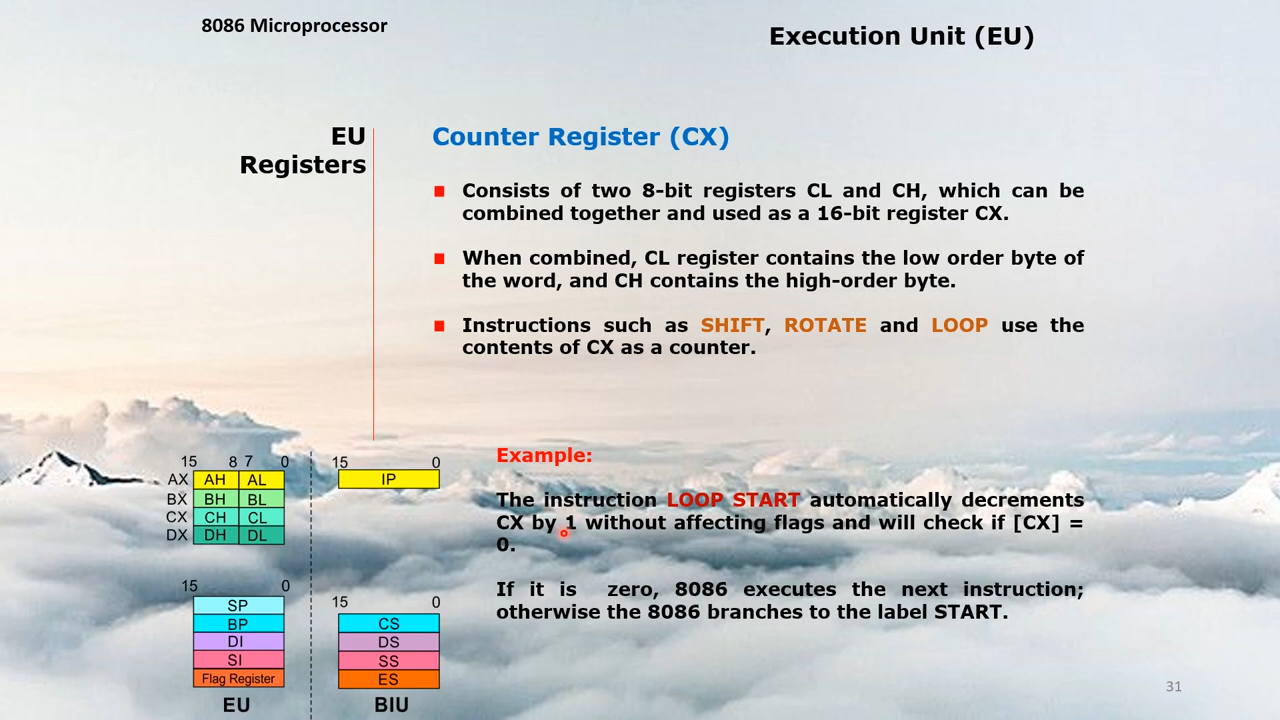 8086 Microprocessor
Execution Unit (EU)
EU
Registers
Counter Register (CX)
Consists of two 8-bit registers CL and CH, which can be
combined together and used as a 16-bit register CX.
When combined, CL register contains the low order byte of
the word, and CH contains the high-order byte.
Instructions such as SHIFT, ROTATE and LOOP use the
contents of CX as a counter.
Example:
The instruction LOOP START automatically decrements
CX by 1 without affecting flags and will check if [CX] =
0.
If it is zero, 8086 executes the next instruction;
otherwise the 8086 branches to the label START.
15 8 7 0
AX AH AL
BX BH BL
CX CH CL
DX DH DL
15 0
IP
15 0
SP
BP
DI
SI
Flag Register
EU
15 0
CS
DS
SS
ES
BIU
31